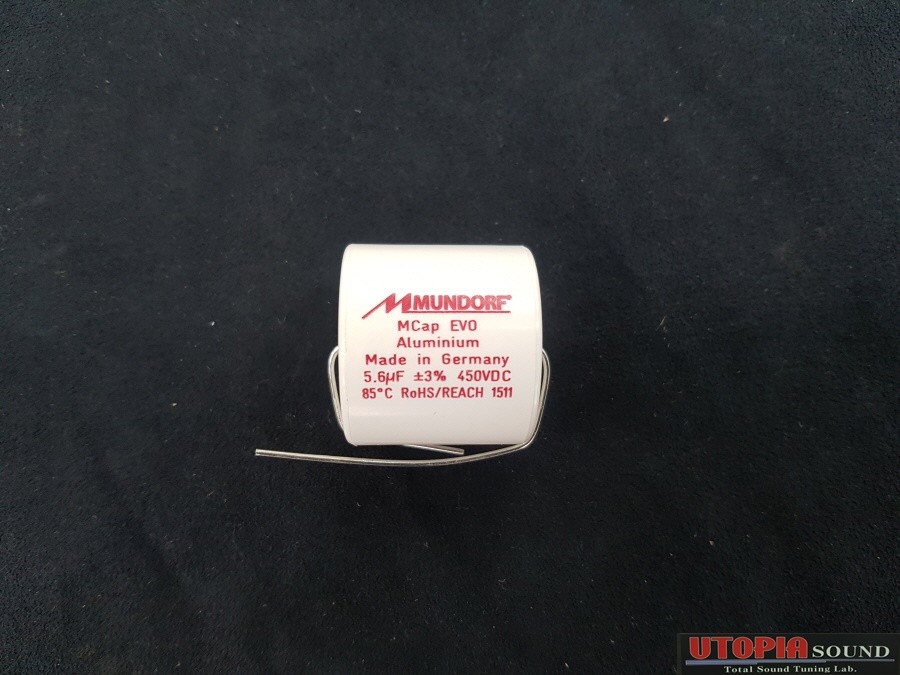 MUNDORF®
MCap EVO
Aluminium
Made in Germany
5.6µF ±3% 450VDC
85°C RoHS/REACH 1511
UTOPIA SOUND
Total Sound Tuning Lab.